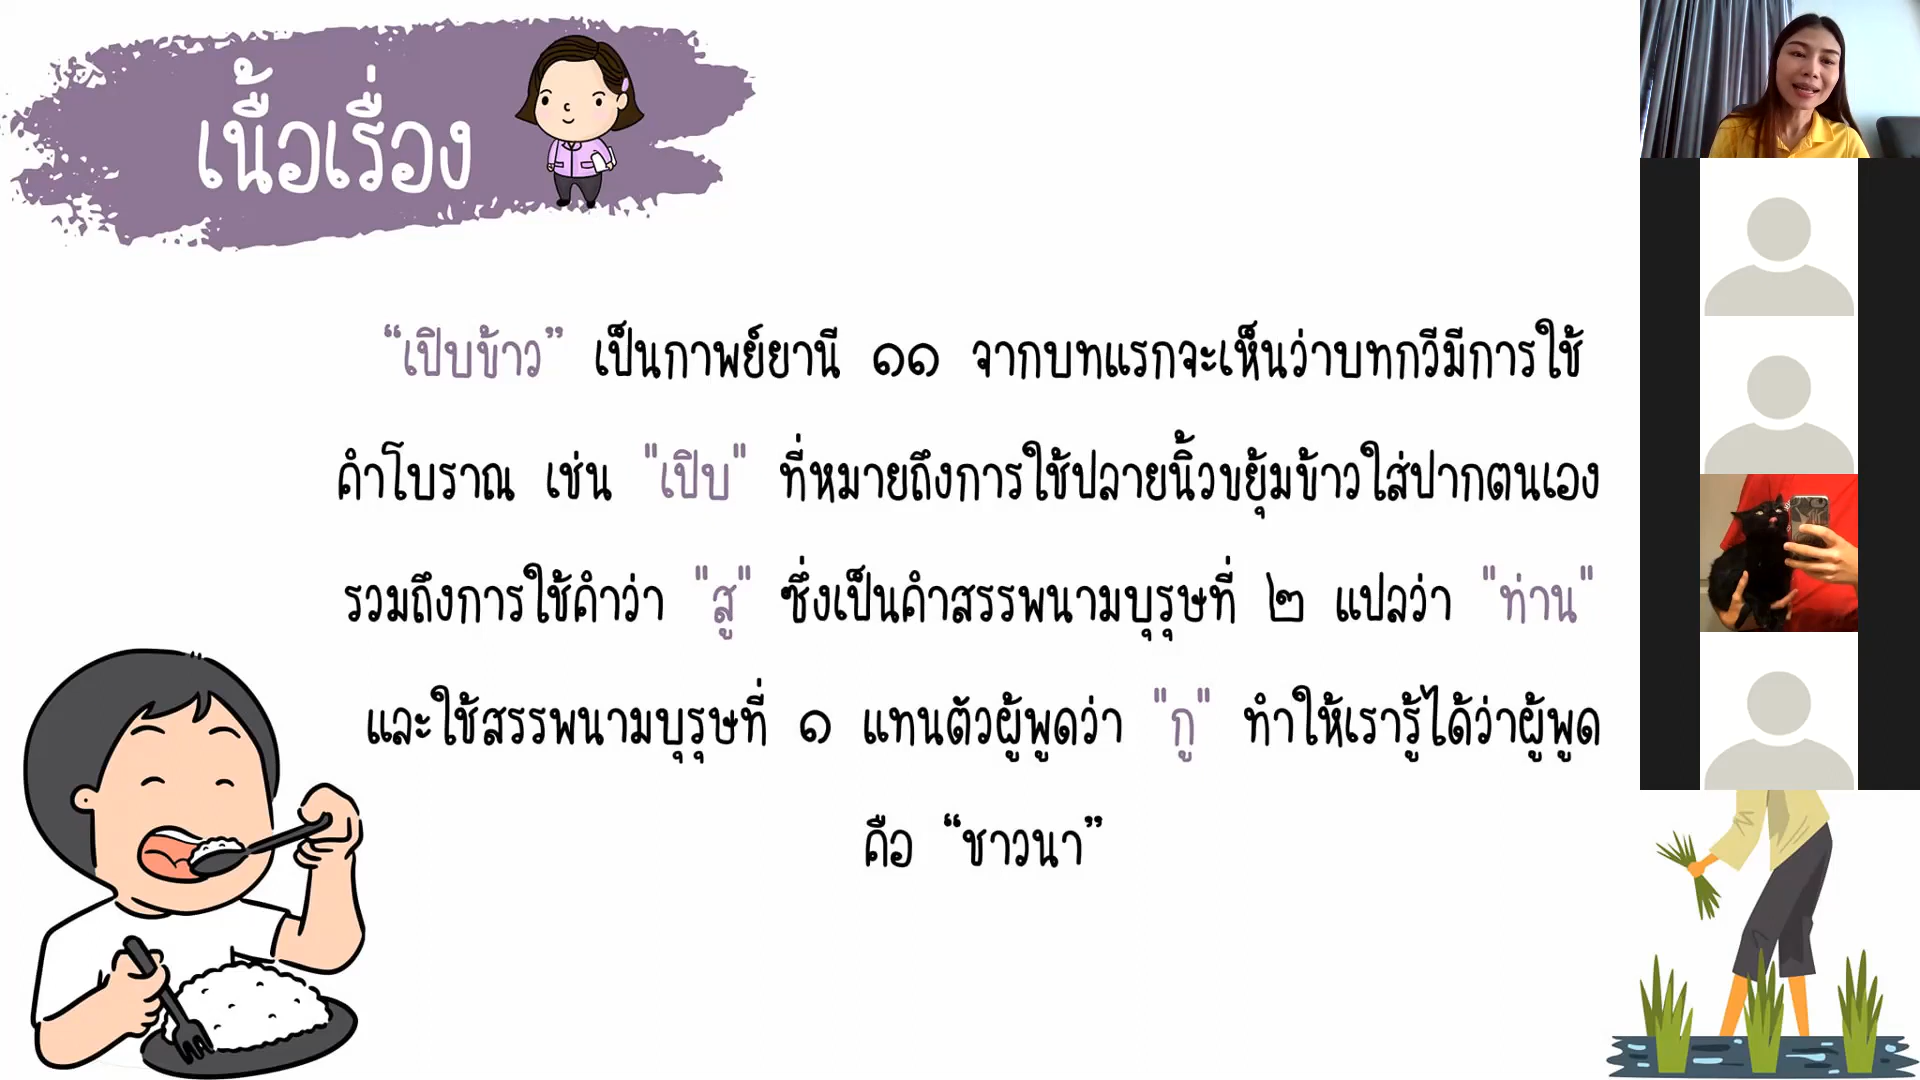 เนื้อเรื่อง
“เปิบข้าว” เป็นกาพย์ยานี ๑๑ จากบทแรกจะเห็นว่าบทกวีมีการใช้
คำโบราณ เช่น "เปิบ" ที่หมายถึงการใช้ปลายนิ้วขยุ้มข้าวใส่ปากตนเอง
รวมถึงการใช้คำว่า "สู" ซึ่งเป็นคำสรรพนามบุรุษที่ ๒ แปลว่า "ท่าน"
และใช้สรรพนามบุรุษที่ ๑ แทนตัวผู้พูดว่า "กู" ทำให้เรารู้ได้ว่าผู้พูด
คือ “ชาวนา”